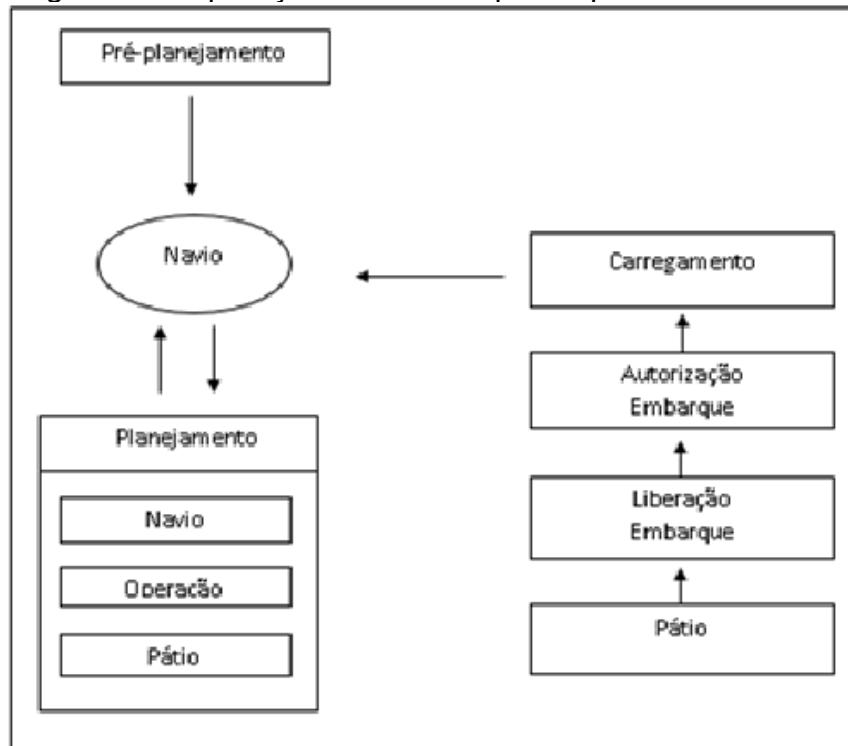 Pré-planejamento
Navio
Carregamento
Autorização
Embarque
Planejamento
Liberação
Embarque
Navio
Operação
Pátio
Pátio